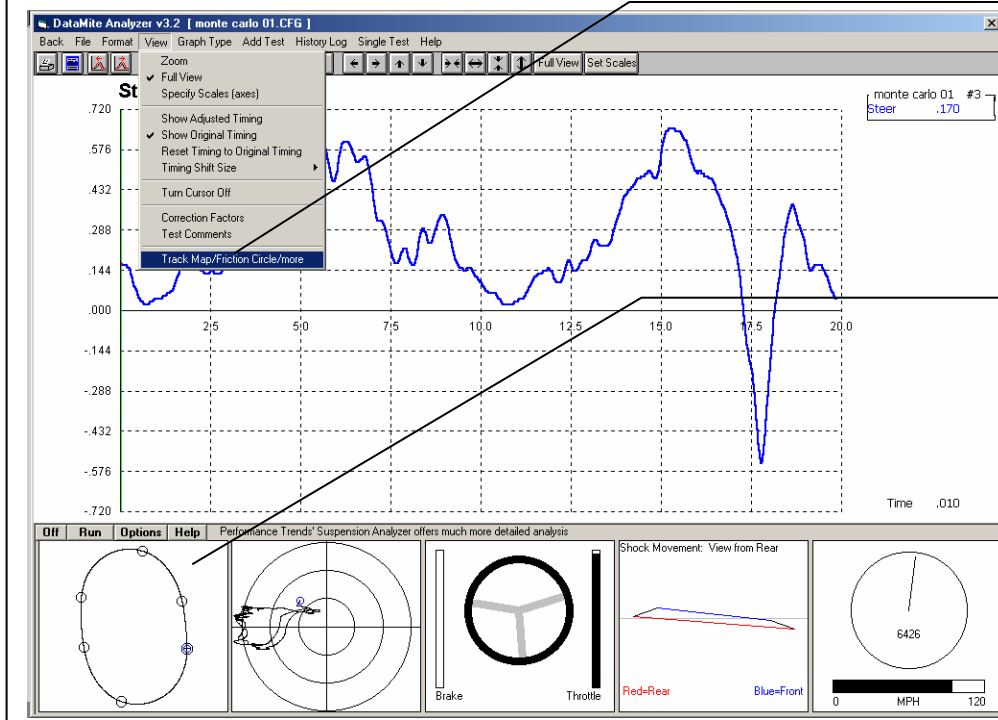 DataMite Analyzer v3.2 [ monte carlo 01.CFG ]
Back File Format View Graph Type Add Test History Log Single Test Help
Full View Set Scales
Zoom
Full View
Specify Scales (axes)
Show Adjusted Timing
Show Original Timing
Reset Timing to Original Timing
Timing Shift Size
Turn Cursor Off
Correction Factors
Test Comments
Track Map/Friction Circle/more
St
monte carlo 01 #3
Steer .170
.720
.576
.432
.288
.144
.000
2.5 5.0 7.5 10.0 12.5 15.0 17.5 20.0
-.144
-.288
-.432
-.576
-.720
Time .010
Off Run Options Help Performance Trends' Suspension Analyzer offers much more detailed analysis
Brake Throttle
Shock Movement: View from Rear
Red=Rear Blue=Front
6426
0 MPH 120